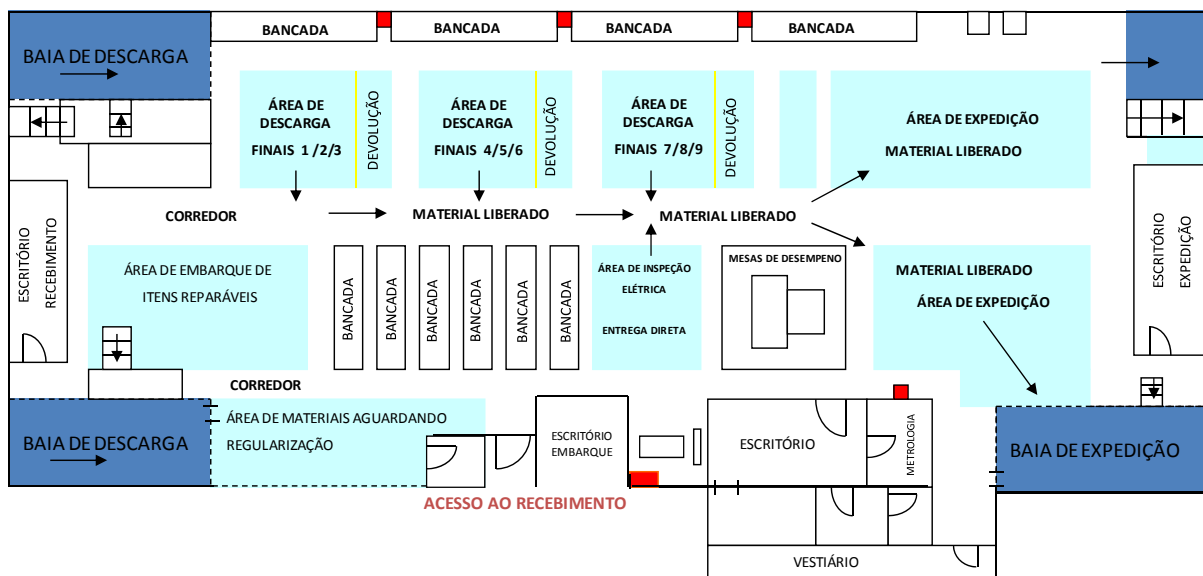 BANCADA
BANCADA
BANCADA
BANCADA
BAIA DE DESCARGA
ÁREA DE
DESCARGA
FINAIS 1 /2/3
DEVOLUÇÃO
ÁREA DE
DESCARGA
FINAIS 4/5/6
DEVOLUÇÃO
ÁREA DE
DESCARGA
FINAIS 7/8/9
DEVOLUÇÃO
ÁREA DE EXPEDIÇÃO
MATERIAL LIBERADO
CORREDOR
MATERIAL LIBERADO
MATERIAL LIBERADO
ESCRITÓRIO
RECEBIMENTO
ÁREA DE EMBARQUE DE
ITENS REPARÁVEIS
BANCADA
BANCADA
BANCADA
BANCADA
BANCADA
BANCADA
ÁREA DE INSPEÇÃO
ELÉTRICA
ENTREGA DIRETA
MESAS DE DESEMPENO
MATERIAL LIBERADO
ÁREA DE EXPEDIÇÃO
ESCRITÓRIO
EXPEDIÇÃO
CORREDOR
BAIA DE DESCARGA
ÁREA DE MATERIAIS AGUARDANDO
REGULARIZAÇÃO
ESCRITÓRIO
EMBARQUE
ESCRITÓRIO
METROLOGIA
BAIA DE EXPEDIÇÃO
ACESSO AO RECEBIMENTO
VESTIÁRIO